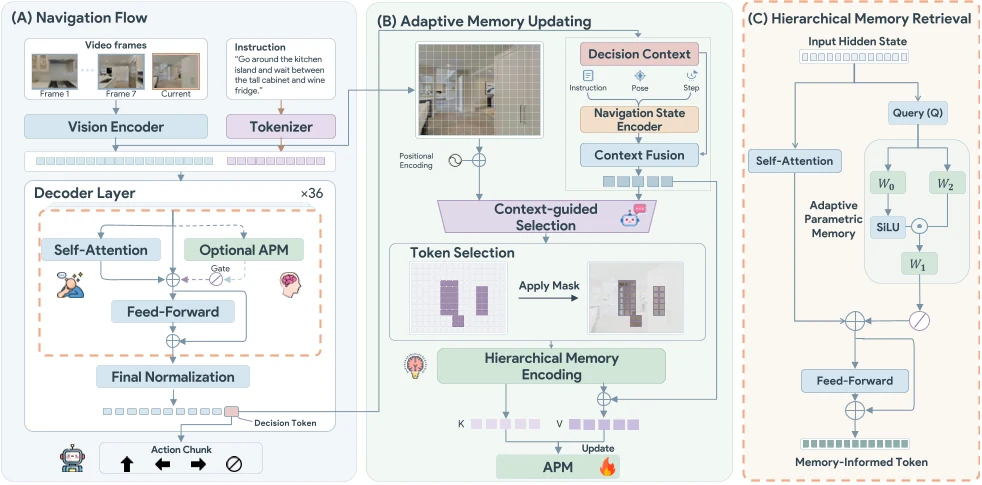 (A) Navigation Flow
Video frames
Frame 1
Frame 7
Current
Instruction
"Go around the kitchen
island and wait between
the tall cabinet and wine
fridge."
Vision Encoder
Tokenizer
Decoder Layer
×36
Self-Attention
Optional APM
Gate
Feed-Forward
Final Normalization
Decision Token
Action Chunk
(B) Adaptive Memory Updating
Decision Context
Instruction
Pose
Step
Navigation State
Encoder
Context Fusion
Positional
Encoding
Context-guided
Selection
Token Selection
Apply Mask
Hierarchical Memory
Encoding
K
V
Update
APM
(C) Hierarchical Memory Retrieval
Input Hidden State
Query (Q)
Self-Attention
W0
W2
Adaptive
Parametric
Memory
SiLU
W1
Feed-Forward
Memory-Informed Token